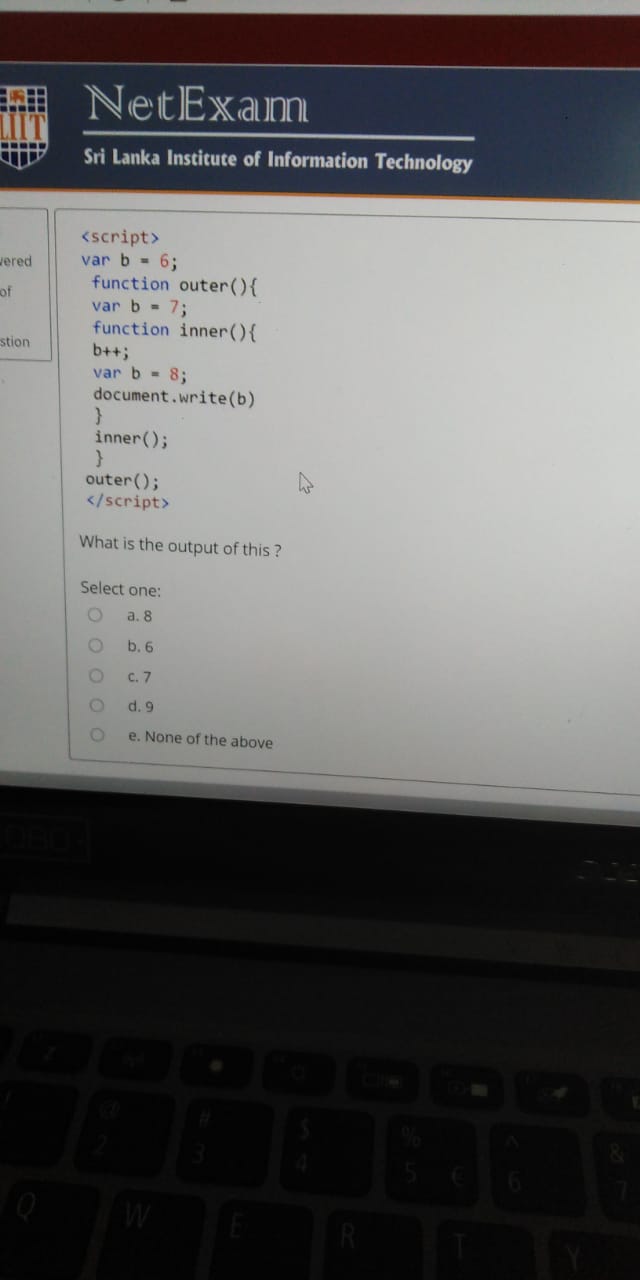 LIIT
NetExam
Sri Lanka Institute of Information Technology
vered
of
stion
<script>
var b = 6;
function outer(){
var b = 7;
function inner(){
b++;
var b = 8;
document.write(b)
}
inner();
}
outer();
</script>
What is the output of this ?
Select one:
a. 8
b. 6
c. 7
d. 9
e. None of the above
@ # $ % ^ &
2 3 4 5 € 6 7
Q W E R T Y